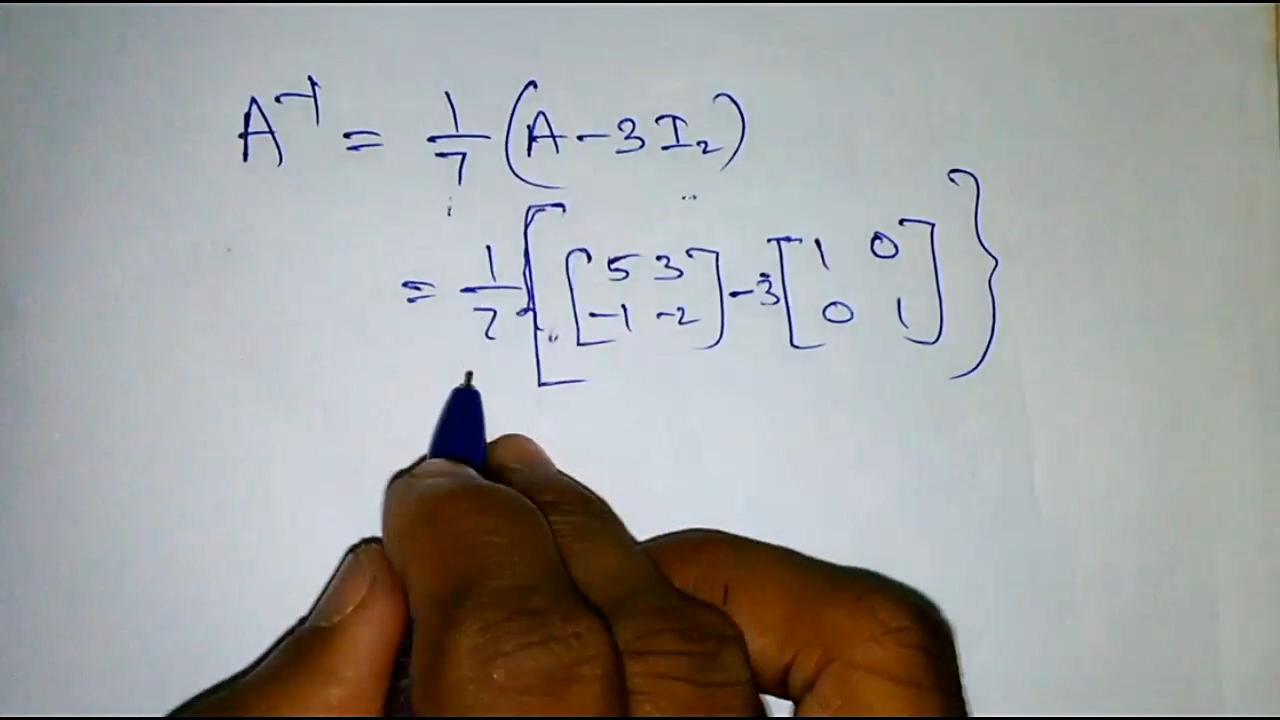 A⁻¹ = 1/7 (A - 3I₂)
= 1/7 { [5 3; -1 -2] - 3 [1 0; 0 1] }